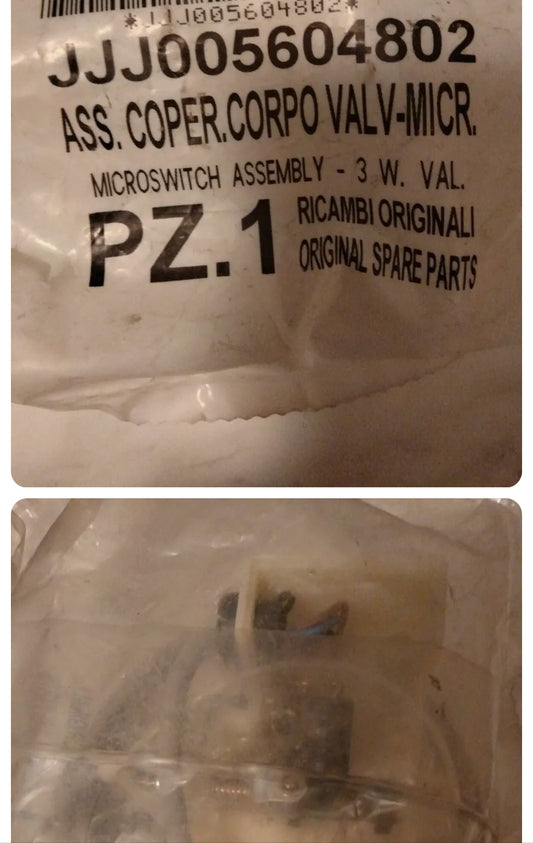 *JJJ005604802*
JJJ005604802
ASS. COPER.CORPO VALV-MICR.
MICROSWITCH ASSEMBLY - 3 W. VAL.
PZ.1
RICAMBI ORIGINALI
ORIGINAL SPARE PARTS